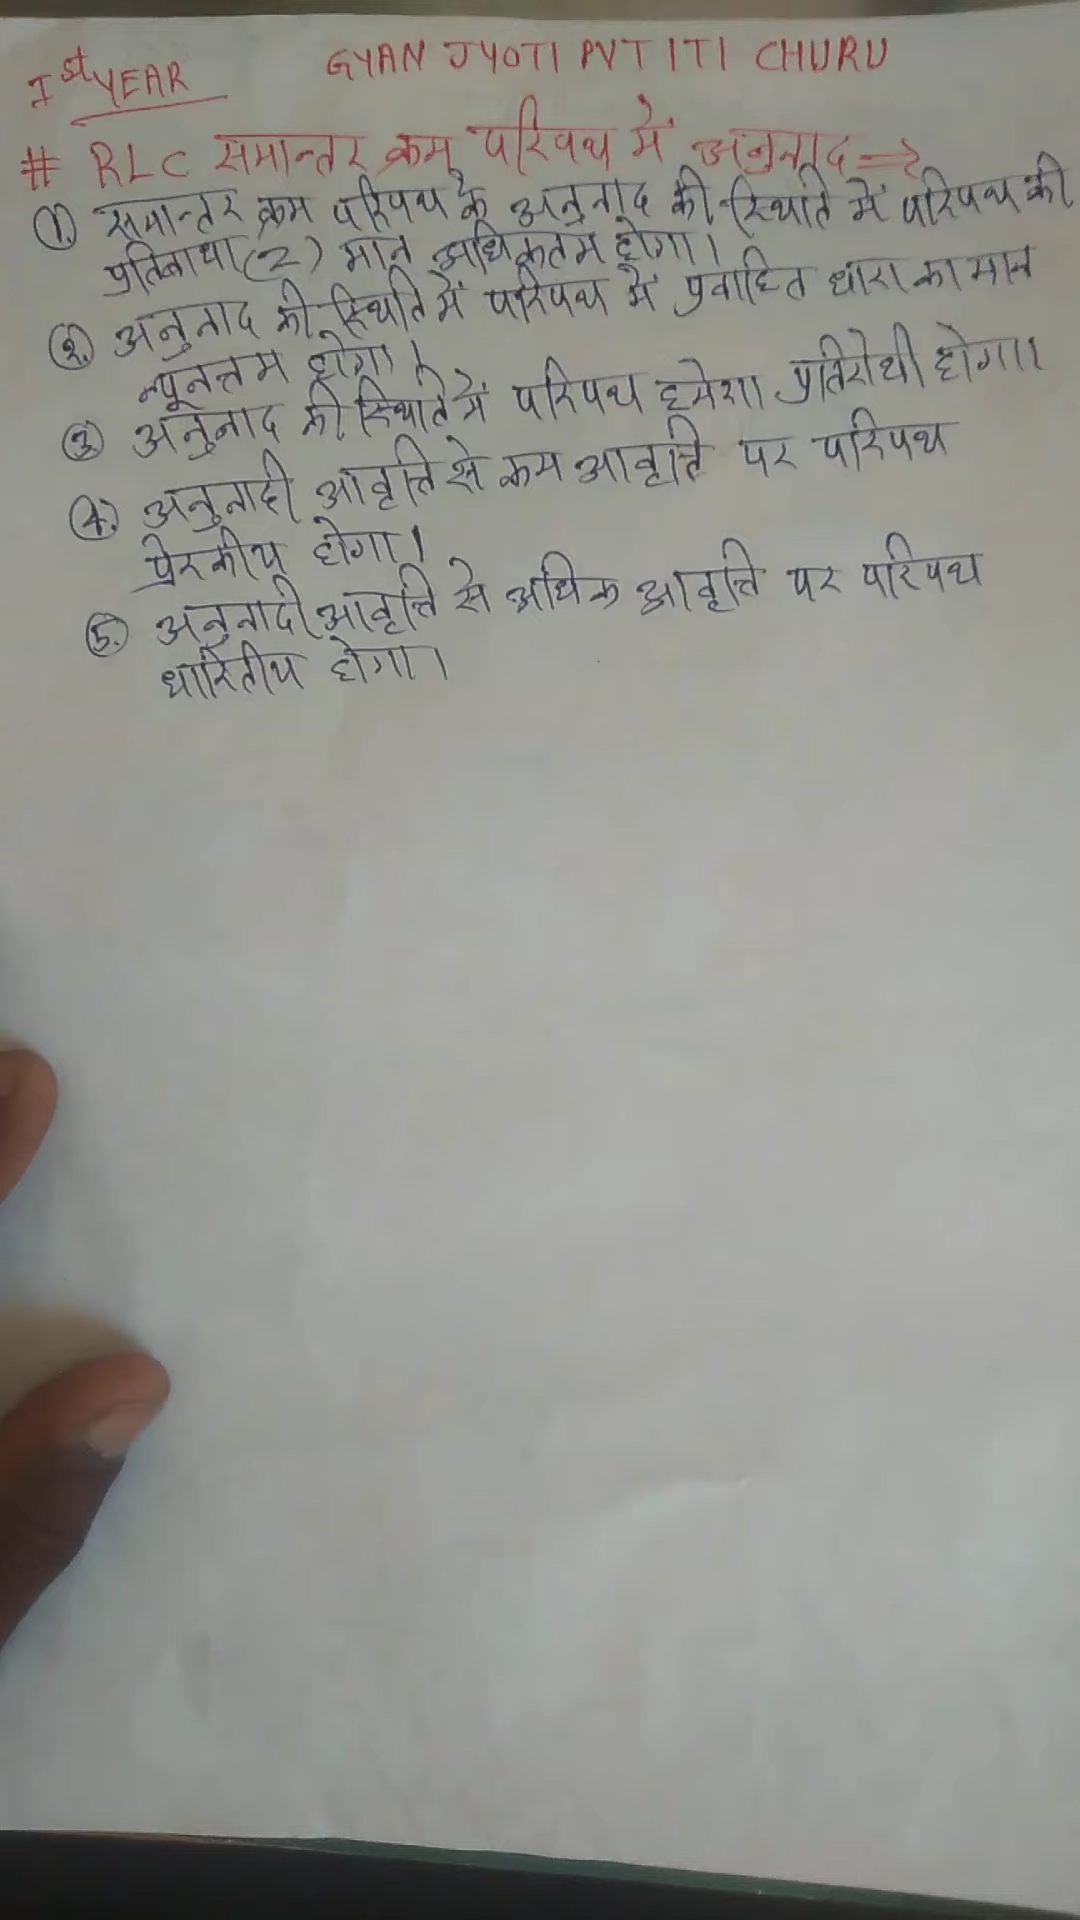 Ist YEAR
GYAN JYOTI PVT ITI CHURU
# RLC समान्तर क्रम परिपथ में अनुनाद ⇒
①. समान्तर क्रम परिपथ के अनुनाद की स्थिति में परिपथ की
प्रतिबाधा (Z) मान अधिकतम होगा।
②. अनुनाद की स्थिति में परिपथ में प्रवाहित धारा का मान
न्यूनतम होगा।
③ अनुनाद की स्थिति में परिपथ हमेशा प्रतिरोधी होगा।
④. अनुनादी आवृत्ति से कम आवृत्ति पर परिपथ
प्रेरकीय होगा।
⑤. अनुनादी आवृत्ति से अधिक आवृत्ति पर परिपथ
धारितीय होगा।